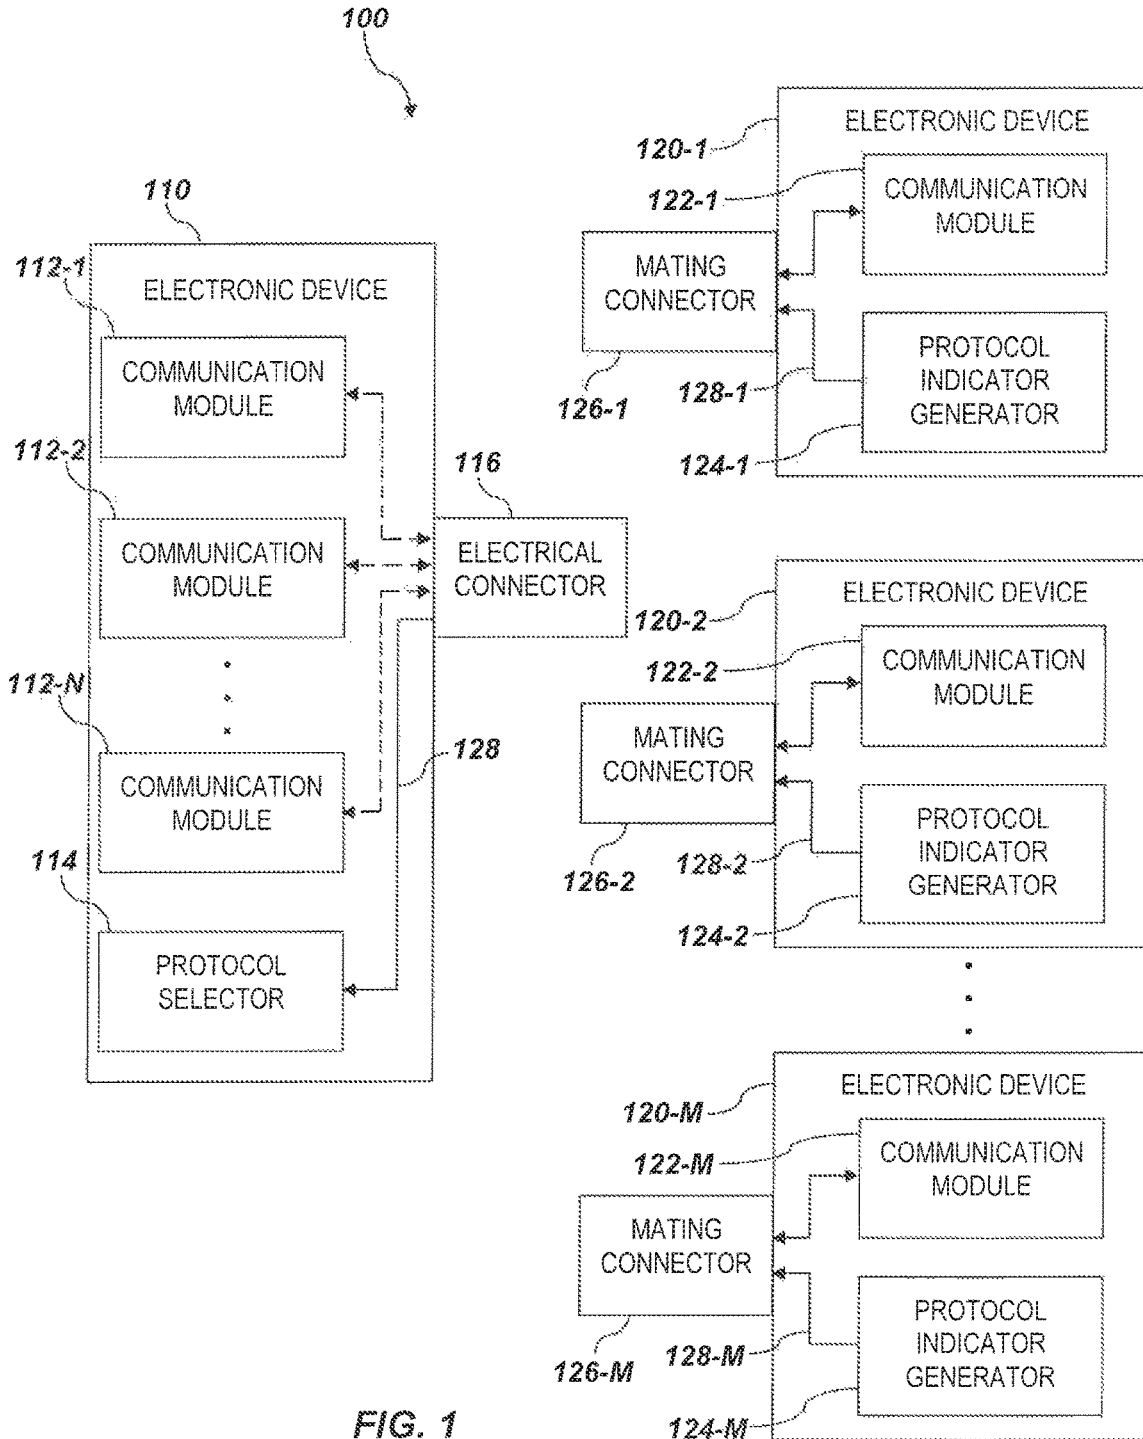 100
110
ELECTRONIC DEVICE
112-1
COMMUNICATION
MODULE
112-2
COMMUNICATION
MODULE
112-N
COMMUNICATION
MODULE
114
PROTOCOL
SELECTOR
116
ELECTRICAL
CONNECTOR
128
120-1
ELECTRONIC DEVICE
122-1
COMMUNICATION
MODULE
MATING
CONNECTOR
126-1
128-1
PROTOCOL
INDICATOR
GENERATOR
124-1
120-2
ELECTRONIC DEVICE
122-2
COMMUNICATION
MODULE
MATING
CONNECTOR
126-2
128-2
PROTOCOL
INDICATOR
GENERATOR
124-2
120-M
ELECTRONIC DEVICE
122-M
COMMUNICATION
MODULE
MATING
CONNECTOR
126-M
128-M
PROTOCOL
INDICATOR
GENERATOR
124-M
FIG. 1